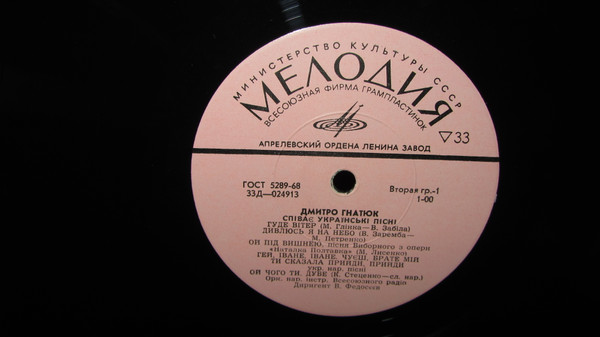 МИНИСТЕРСТВО КУЛЬТУРЫ СССР
МЕЛОДИЯ
ВСЕСОЮЗНАЯ ФИРМА ГРАМПЛАСТИНОК
▽33
АПРЕЛЕВСКИЙ ОРДЕНА ЛЕНИНА ЗАВОД
ГОСТ 5289-68
33Д—024913
Вторая гр.-1
1-00
ДМИТРО ГНАТЮК
СПІВАЄ УКРАЇНСЬКІ ПІСНІ
ГУДЕ ВІТЕР (М. Глінка—В. Забіла)
ДИВЛЮСЬ Я НА НЕБО (В. Заремба—
М. Петренко)
ОЙ ПІД ВИШНЕЮ, пісня Виборного з опери
«Наталка Полтавка» (М. Лисенко)
ГЕЙ, ІВАНЕ, ІВАНЕ, ЧУЄШ, БРАТЕ МІЙ
ТИ СКАЗАЛА ПРИЙДИ, ПРИЙДИ
укр. нар. пісні
ОЙ ЧОГО ТИ, ДУБЕ (К. Стеценко—сл. нар.)
Орк. нар. інстр. Всесоюзного радіо
Диригент В. Федосеєв